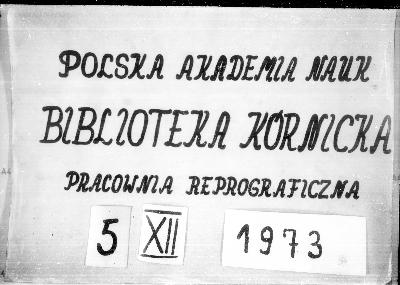 POLSKA AKADEMIA NAUK
BIBLIOTEKA KÓRNICKA
PRACOWNIA REPROGRAFICZNA
5 XII 1973